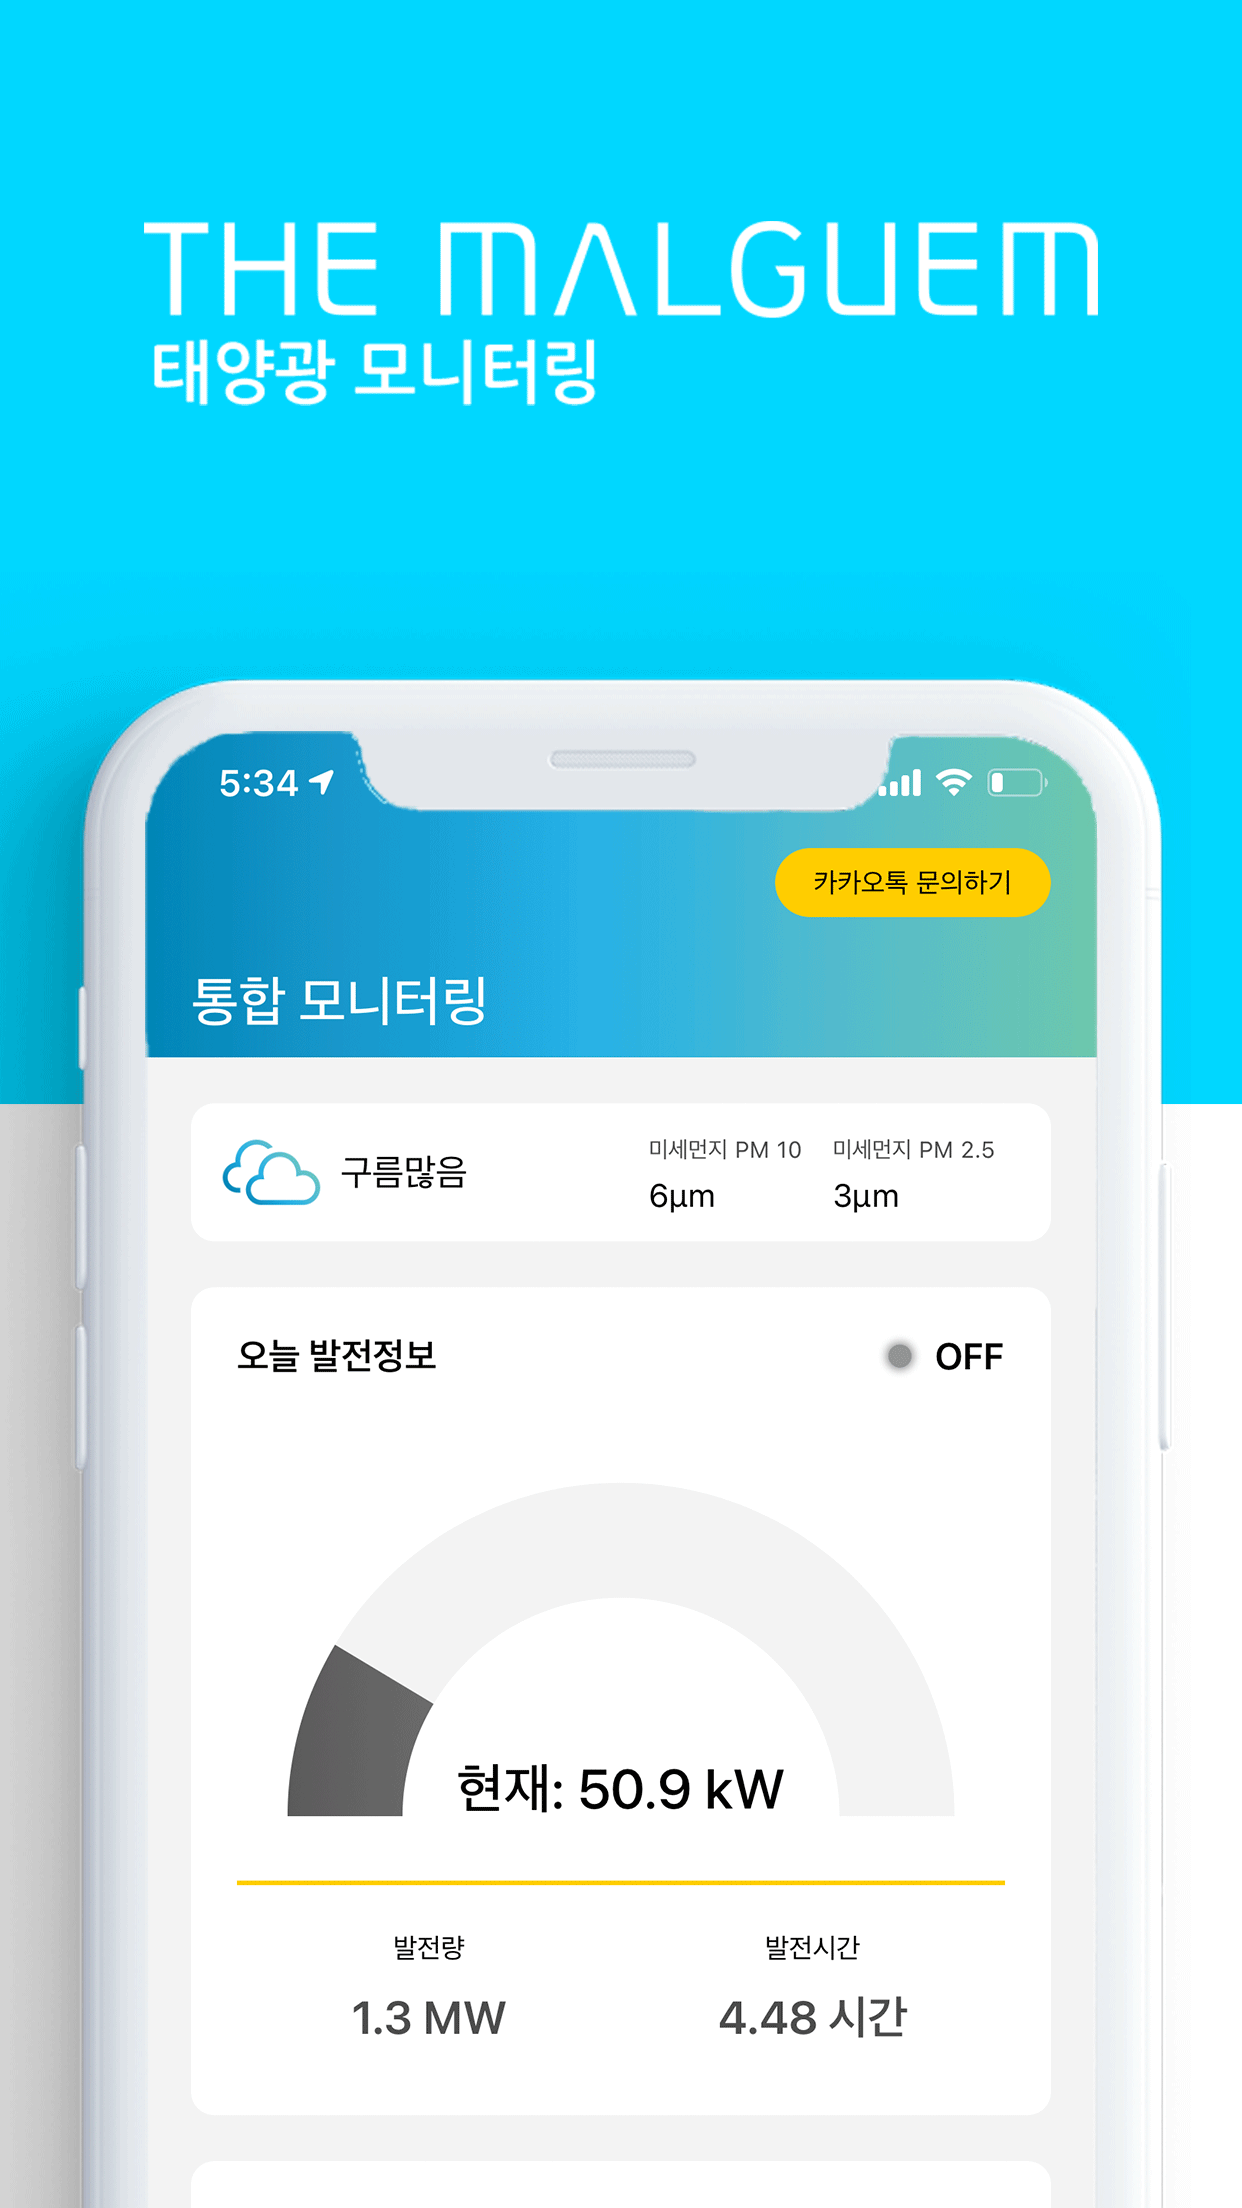 THE MALGUEM
태양광 모니터링
5:34
카카오톡 문의하기
통합 모니터링
구름많음
미세먼지 PM 10 미세먼지 PM 2.5
6μm 3μm
오늘 발전정보 OFF
현재: 50.9 kW
발전량 발전시간
1.3 MW 4.48 시간